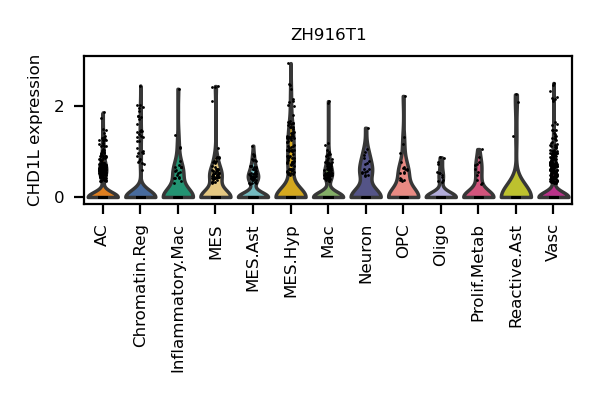 ZH916T1
CHD1L expression
2
0
AC
Chromatin.Reg
Inflammatory.Mac
MES
MES.Ast
MES.Hyp
Mac
Neuron
OPC
Oligo
Prolif.Metab
Reactive.Ast
Vasc